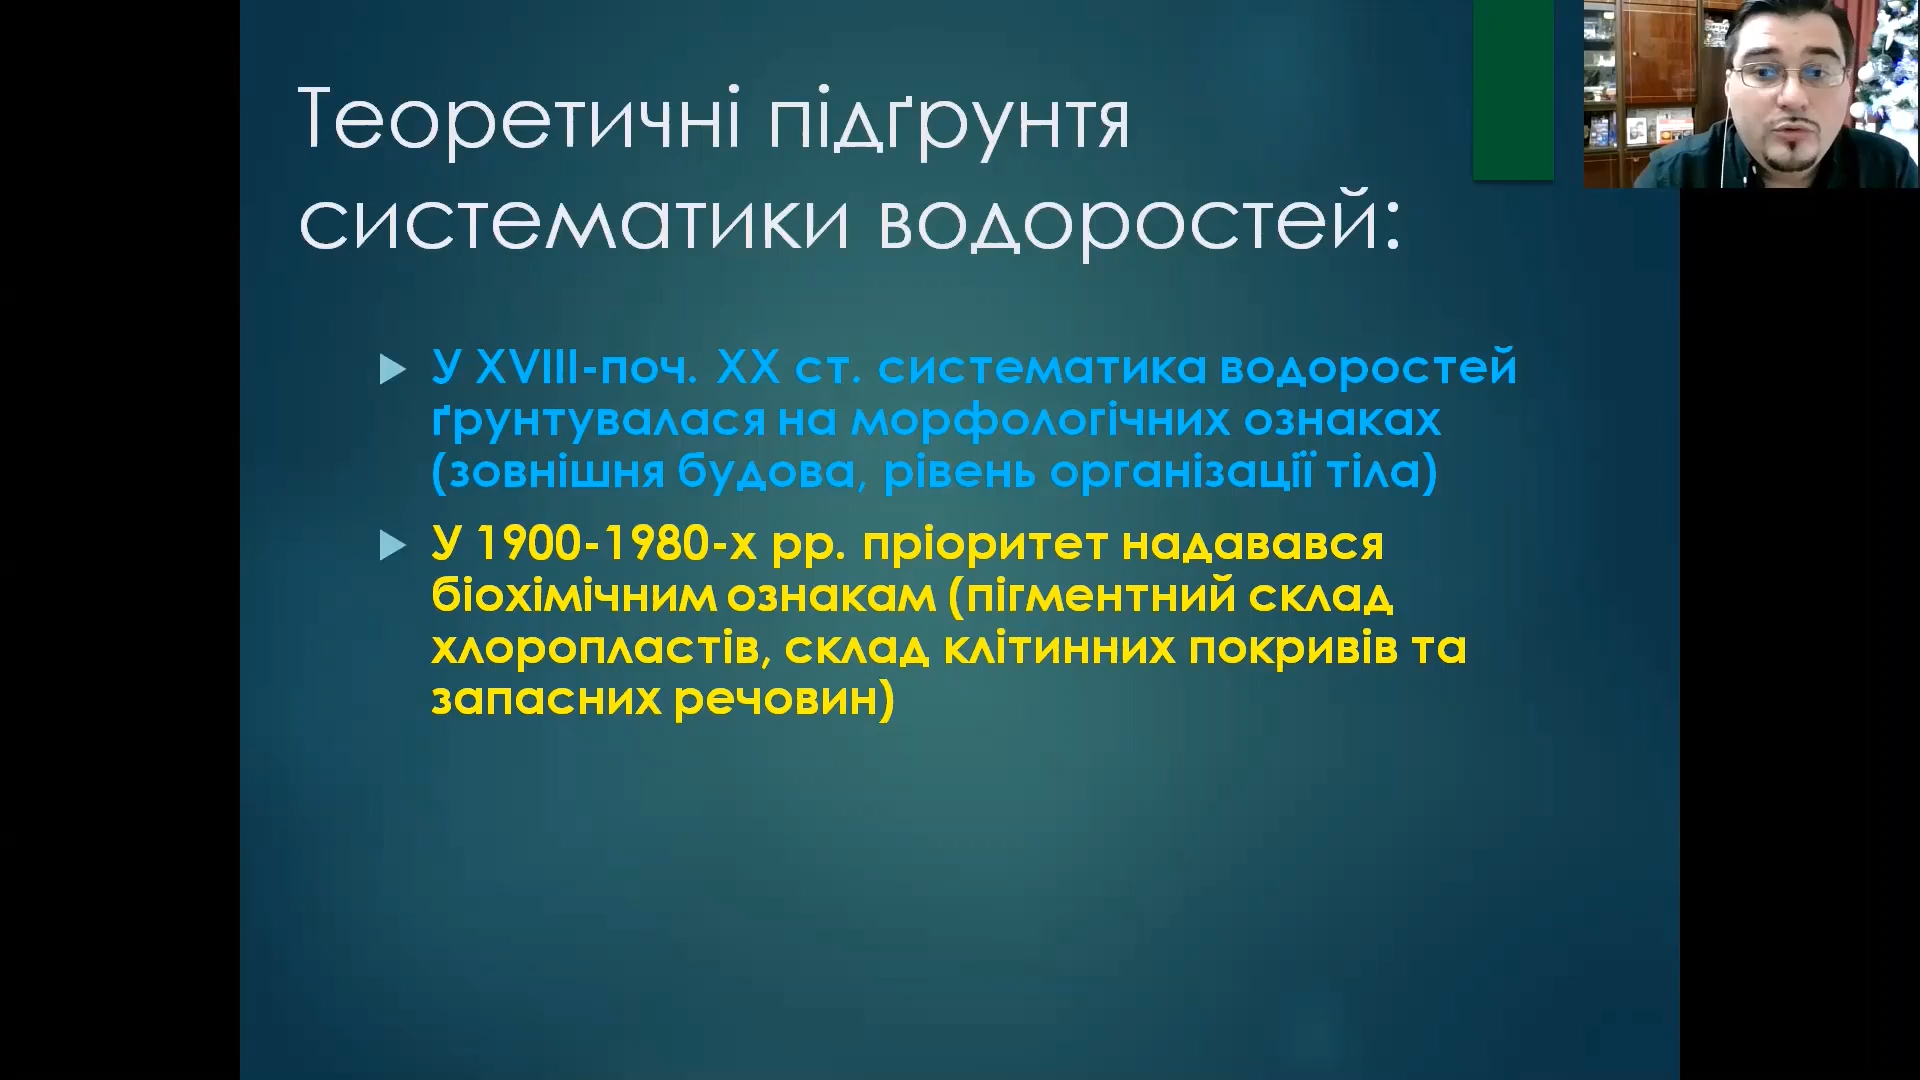 Теоретичні підґрунтя
систематики водоростей:
У XVIII-поч. XX ст. систематика водоростей
ґрунтувалася на морфологічних ознаках
(зовнішня будова, рівень організації тіла)
У 1900-1980-х рр. пріоритет надавався
біохімічним ознакам (пігментний склад
хлоропластів, склад клітинних покривів та
запасних речовин)